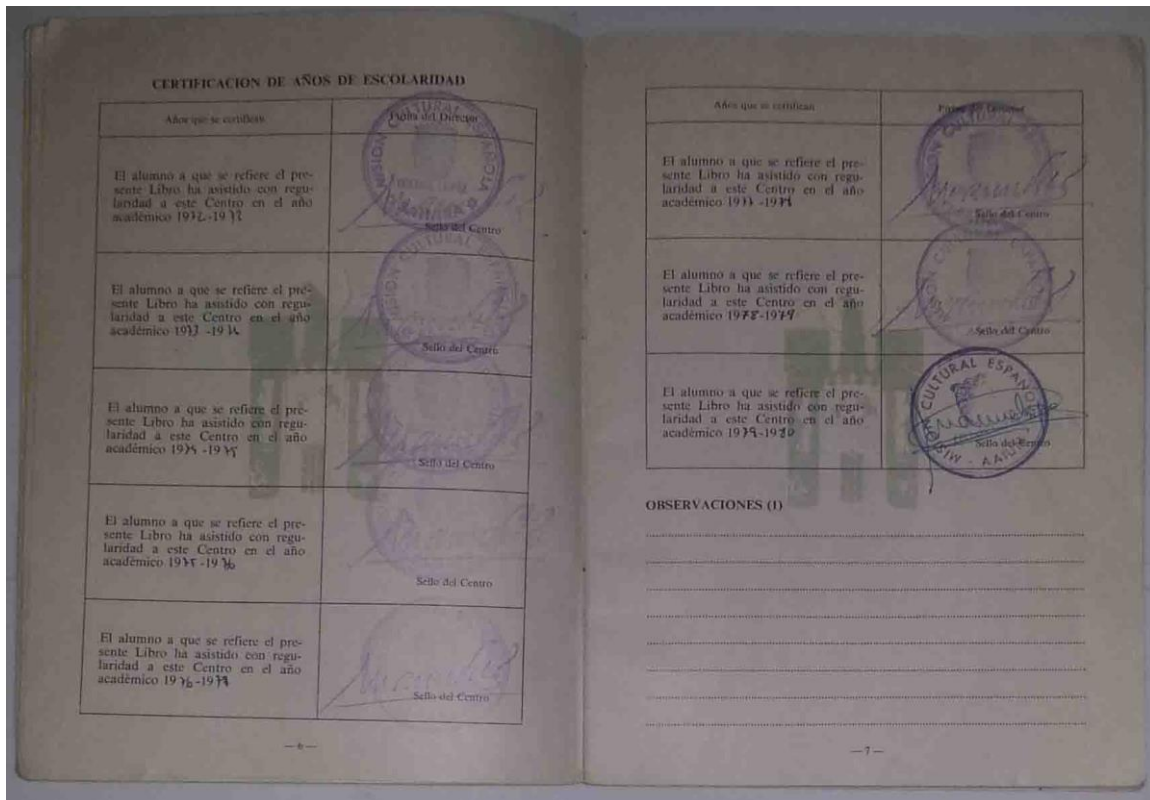 CERTIFICACION DE AÑOS DE ESCOLARIDAD
Años que se certifican
Firma del Director
El alumno a que se refiere el pre-
sente Libro ha asistido con regu-
laridad a este Centro en el año
académico 1972-1973
Sello del Centro
El alumno a que se refiere el pre-
sente Libro ha asistido con regu-
laridad a este Centro en el año
académico 1973-1974
Sello del Centro
El alumno a que se refiere el pre-
sente Libro ha asistido con regu-
laridad a este Centro en el año
académico 1974-1975
Sello del Centro
El alumno a que se refiere el pre-
sente Libro ha asistido con regu-
laridad a este Centro en el año
académico 1975-1976
Sello del Centro
El alumno a que se refiere el pre-
sente Libro ha asistido con regu-
laridad a este Centro en el año
académico 1976-1977
Sello del Centro
MISION CULTURAL ESPAÑOLA
—6—
Años que se certifican
Firma del Director
El alumno a que se refiere el pre-
sente Libro ha asistido con regu-
laridad a este Centro en el año
académico 1977-1978
Sello del Centro
El alumno a que se refiere el pre-
sente Libro ha asistido con regu-
laridad a este Centro en el año
académico 1978-1979
Sello del Centro
El alumno a que se refiere el pre-
sente Libro ha asistido con regu-
laridad a este Centro en el año
académico 1979-1980
MISION CULTURAL ESPAÑOLA
- AAIUN -
Sello del Centro
OBSERVACIONES (1)
—7—